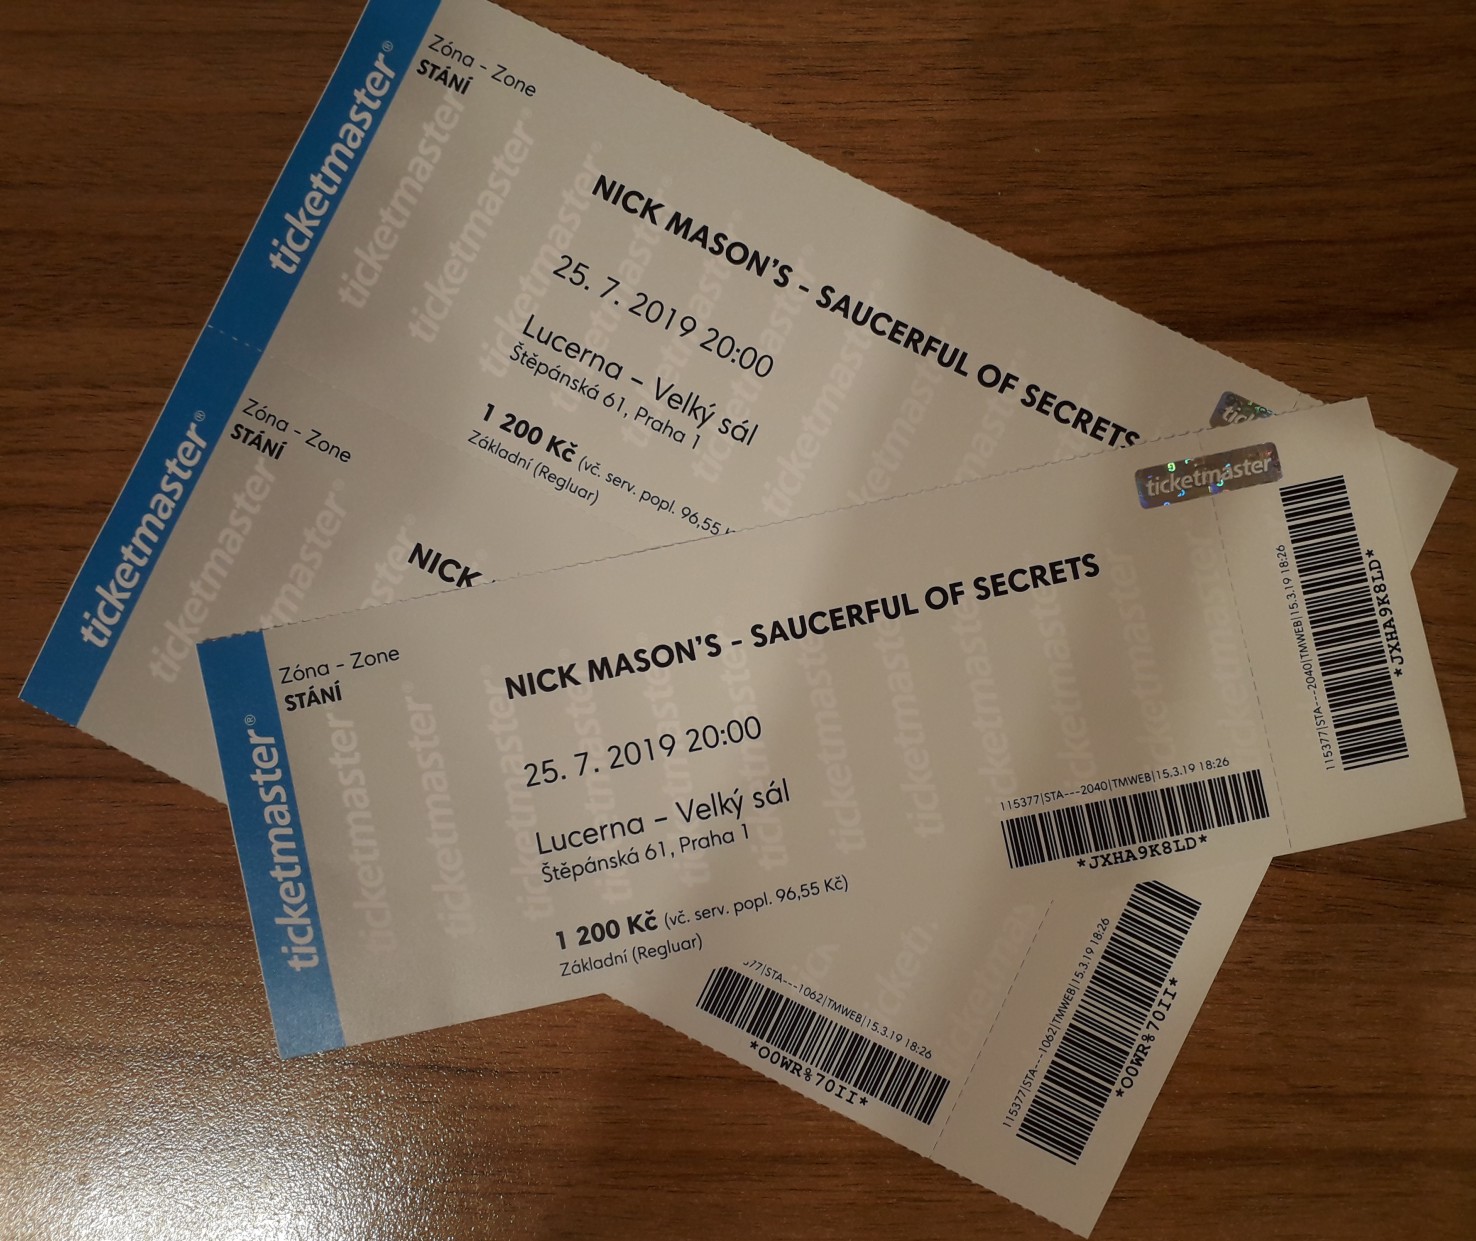 ticketmaster®
Zóna - Zone
STÁNÍ
NICK MASON'S - SAUCERFUL OF SECRETS
25. 7. 2019 20:00
Lucerna – Velký sál
Štěpánská 61, Praha 1
1 200 Kč (vč. serv. popl. 96,55
Základní (Regluar)
ticketmaster®
Zóna - Zone
STÁNÍ
NICK
ticketmaster®
Zóna - Zone
STÁNÍ
NICK MASON'S - SAUCERFUL OF SECRETS
25. 7. 2019 20:00
Lucerna – Velký sál
Štěpánská 61, Praha 1
1 200 Kč (vč. serv. popl. 96,55 Kč)
Základní (Regluar)
ticketmaster
115377|STA---2040|TMWEB|15.3.19 18:26
*JXHA9K8LD*
115377|STA---2040|TMWEB|15.3.19 18:26
*JXHA9K8LD*
77|STA---1062|TMWEB|15.3.19 18:26
*O0WR%70II*
115377|STA---1062|TMWEB|15.3.19 18:26
*O0WR%70II*